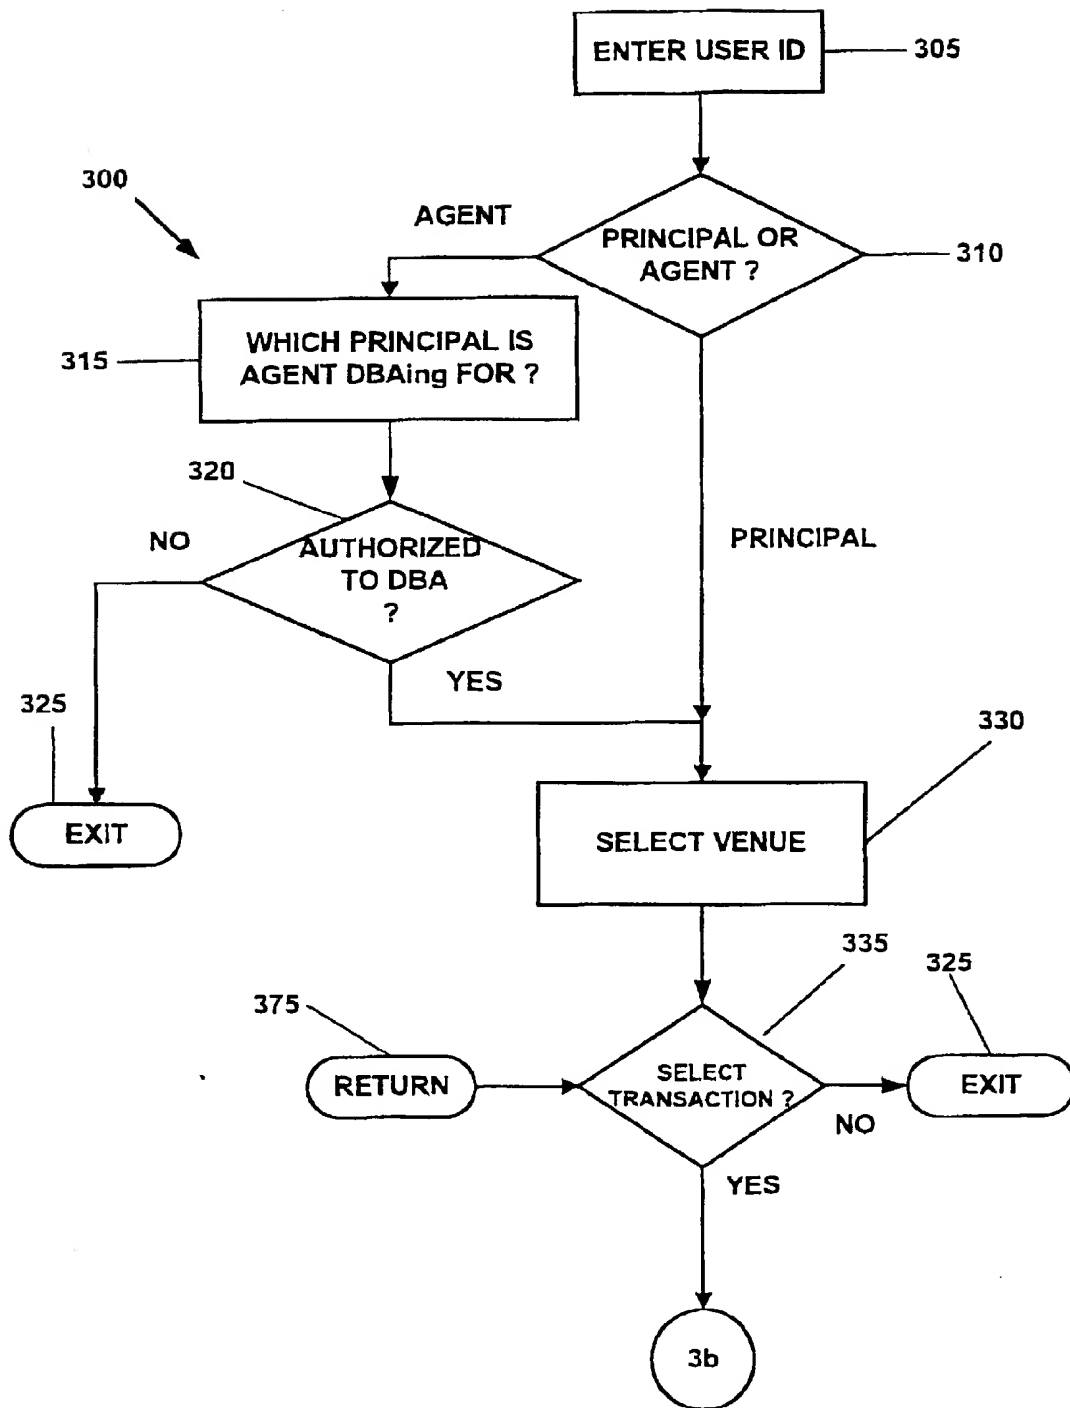 ENTER USER ID
305
300
AGENT
PRINCIPAL OR
AGENT ?
310
315
WHICH PRINCIPAL IS
AGENT DBAing FOR ?
320
NO
AUTHORIZED
TO DBA
?
PRINCIPAL
YES
325
330
EXIT
SELECT VENUE
335
325
375
RETURN
SELECT
TRANSACTION ?
EXIT
NO
YES
3b